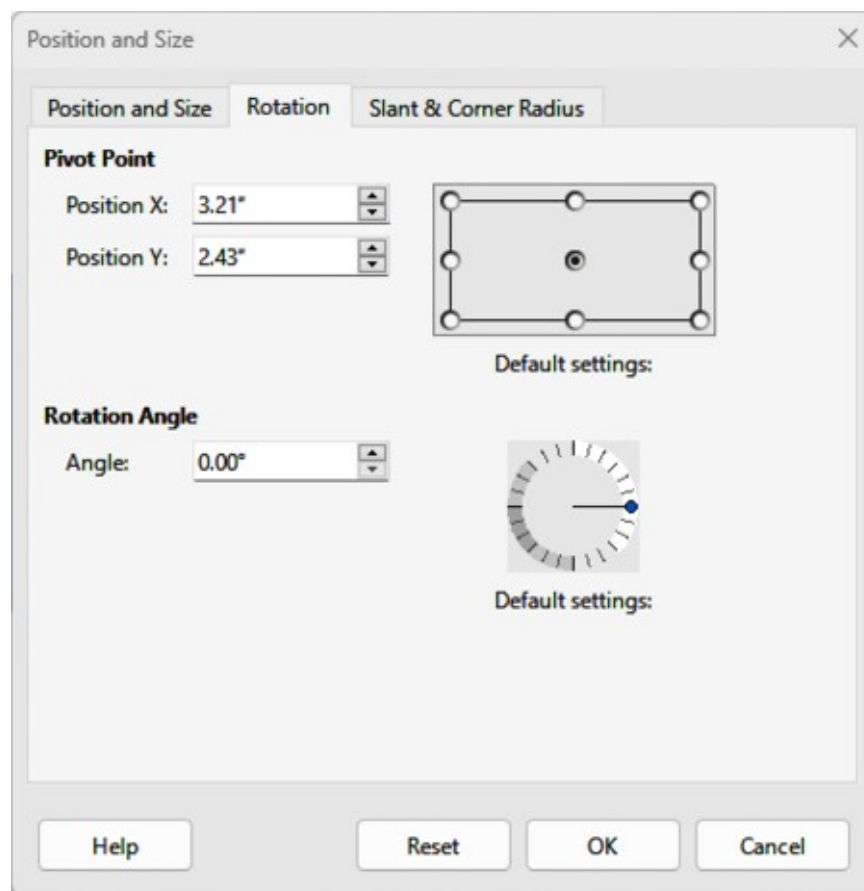 Position and Size
Position and Size Rotation Slant & Corner Radius
Pivot Point
Position X: 3.21"
Position Y: 2.43"
Default settings:
Rotation Angle
Angle: 0.00°
Default settings:
Help Reset OK Cancel